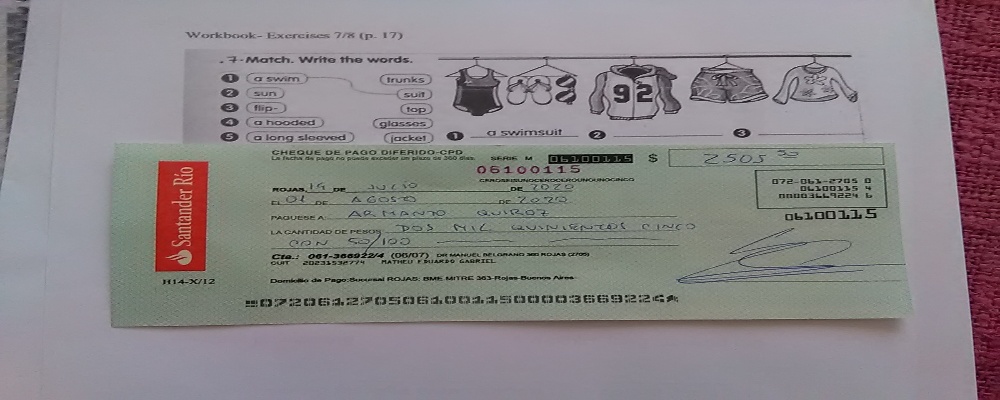 Workbook- Exercises 7/8 (p. 17)
7- Match. Write the words.
1 a swim trunks
2 sun suit
3 flip- top
4 a hooded glasses
5 a long sleeved jacket
92
1 a swimsuit 2 3
CHEQUE DE PAGO DIFERIDO-CPD
La fecha de pago no puede exceder un plazo de 360 días.
SERIE M 06100115 $ 2505 50
06100115
CEROSEISUNOCEROCEROUNOUNOCINCO
ROJAS, 15 DE JULIO DE 2020
EL 01 DE AGOSTO DE 2020
PAGUESE A ARMANDO QUIROZ
LA CANTIDAD DE PESOS DOS MIL QUINIENTOS CINCO
CON 50/100
072-061-2705 0
06100115 4
00003669224 6
06100115
Cta.: 061-366922/4 (06/07) DR MANUEL BELGRANO 380 ROJAS (2705)
CUIT 20231538774 MATHEU EDUARDO GABRIEL
Domicilio de Pago:Sucursal ROJAS: BME MITRE 363-Rojas-Buenos Aires
Santander Río
H14-X/12
07206127050610011500003669224